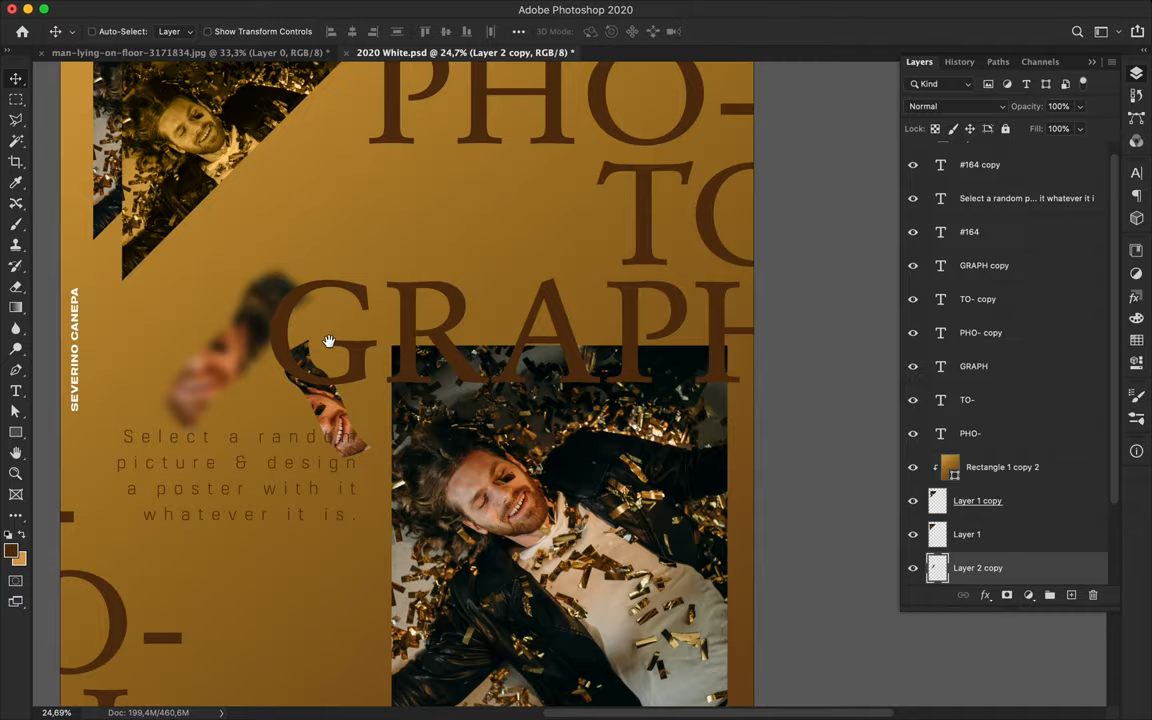 Adobe Photoshop 2020
Auto-Select: Layer Show Transform Controls 3D Mode:
man-lying-on-floor-3171834.jpg @ 33,3% (Layer 0, RGB/8) *
2020 White.psd @ 24,7% (Layer 2 copy, RGB/8) *
PHO-
TO
GRAPH
SEVERINO CANEPA
Select a random
picture & design
a poster with it
whatever it is.
O-
Layers History Paths Channels
Kind
Normal Opacity: 100%
Lock: Fill: 100%
#164 copy
Select a random p... it whatever it i
#164
GRAPH copy
TO- copy
PHO- copy
GRAPH
TO-
PHO-
Rectangle 1 copy 2
Layer 1 copy
Layer 1
Layer 2 copy
24,69% Doc: 199,4M/460,6M